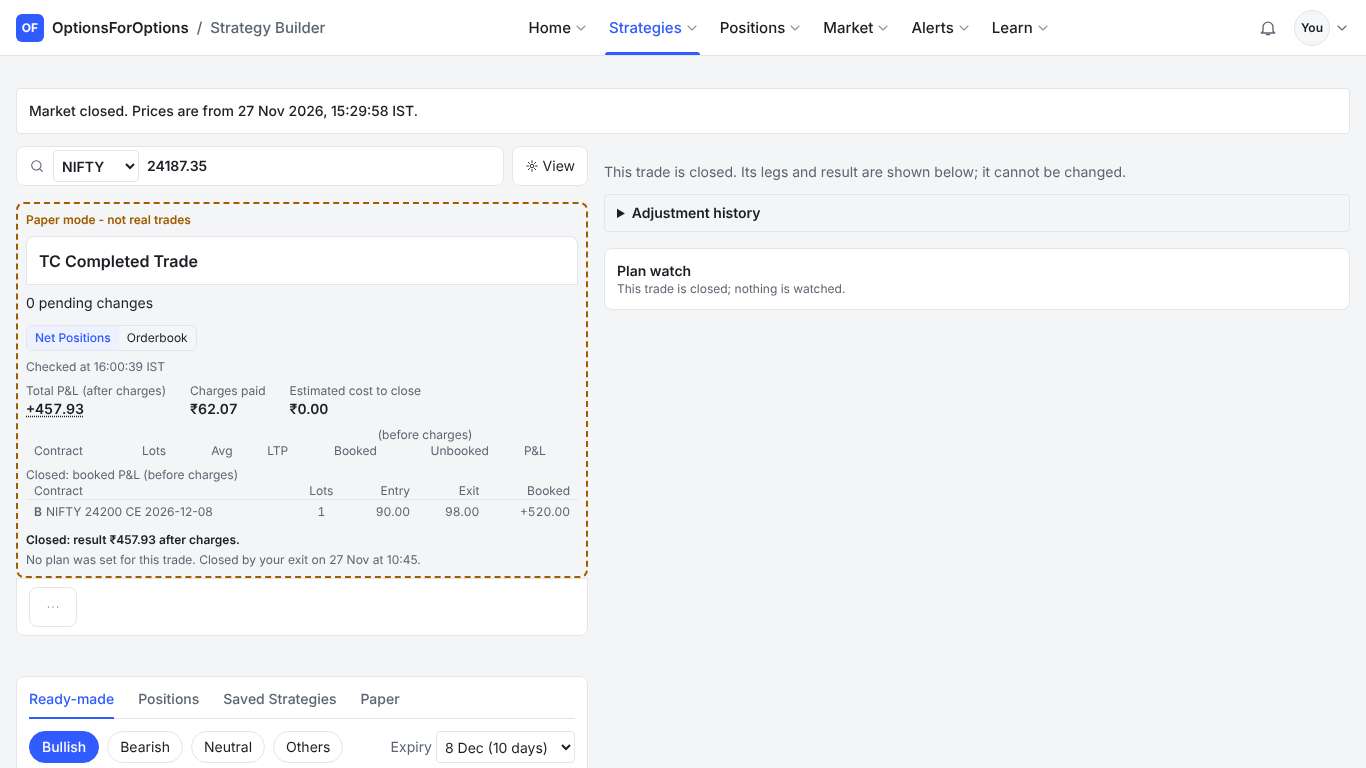 OF OptionsForOptions / Strategy Builder Home Strategies Positions Market Alerts Learn You
Market closed. Prices are from 27 Nov 2026, 15:29:58 IST.
NIFTY 24187.35 View
This trade is closed. Its legs and result are shown below; it cannot be changed.
Adjustment history
Plan watch
This trade is closed; nothing is watched.
Paper mode - not real trades
TC Completed Trade
0 pending changes
Net Positions Orderbook
Checked at 16:00:39 IST
Total P&L (after charges) Charges paid Estimated cost to close
+457.93 ₹62.07 ₹0.00
(before charges)
Contract Lots Avg LTP Booked Unbooked P&L
Closed: booked P&L (before charges)
Contract Lots Entry Exit Booked
B NIFTY 24200 CE 2026-12-08 1 90.00 98.00 +520.00
Closed: result ₹457.93 after charges.
No plan was set for this trade. Closed by your exit on 27 Nov at 10:45.
...
Ready-made Positions Saved Strategies Paper
Bullish Bearish Neutral Others Expiry 8 Dec (10 days)